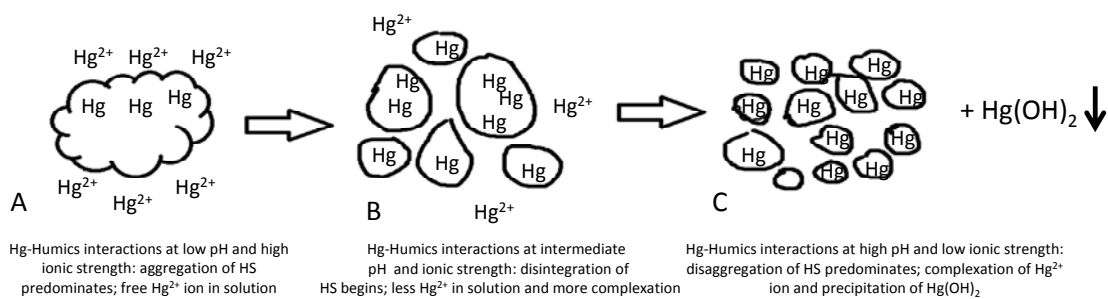 Hg²⁺ Hg²⁺ Hg²⁺
Hg Hg Hg
Hg²⁺ Hg²⁺ Hg²⁺
A
Hg-Humics interactions at low pH and high
ionic strength: aggregation of HS
predominates; free Hg²⁺ ion in solution
Hg²⁺
Hg
Hg Hg
Hg Hg Hg
Hg²⁺
Hg Hg Hg
Hg²⁺
B
Hg-Humics interactions at intermediate
pH and ionic strength: disintegration of
HS begins; less Hg²⁺ in solution and more complexation
Hg Hg Hg
Hg Hg Hg Hg
Hg Hg Hg
Hg Hg
+ Hg(OH)₂
C
Hg-Humics interactions at high pH and low ionic strength:
disaggregation of HS predominates; complexation of Hg²⁺
ion and precipitation of Hg(OH)₂